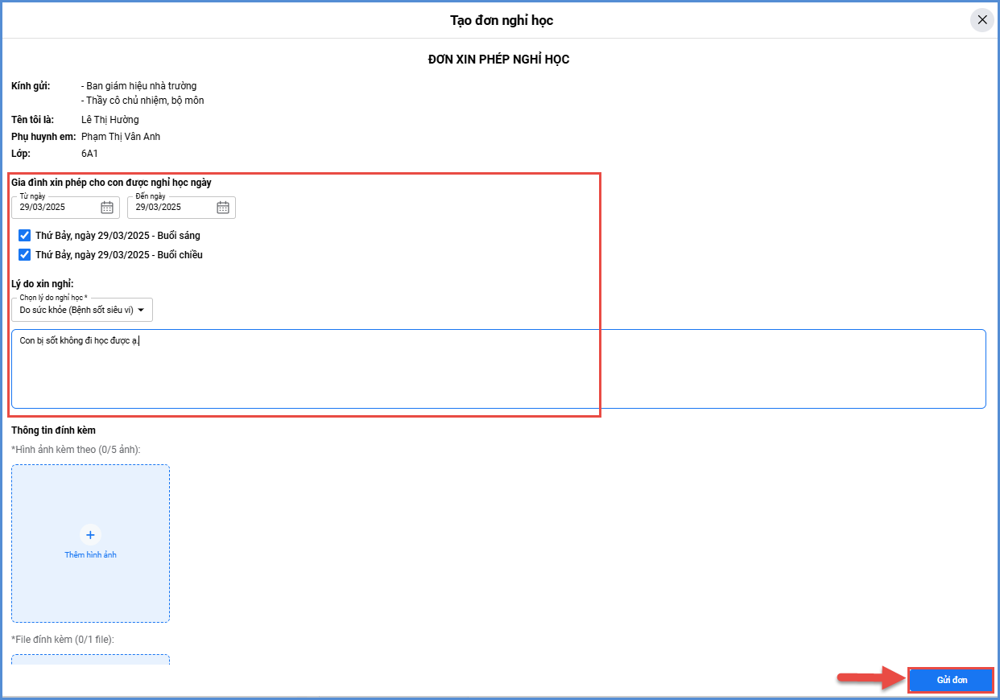 Tạo đơn nghỉ học
ĐƠN XIN PHÉP NGHỈ HỌC
Kính gửi: - Ban giám hiệu nhà trường
- Thầy cô chủ nhiệm, bộ môn
Tên tôi là: Lê Thị Hường
Phụ huynh em: Phạm Thị Vân Anh
Lớp: 6A1
Gia đình xin phép cho con được nghỉ học ngày
Từ ngày Đến ngày
29/03/2025 29/03/2025
Thứ Bảy, ngày 29/03/2025 - Buổi sáng
Thứ Bảy, ngày 29/03/2025 - Buổi chiều
Lý do xin nghỉ:
Chọn lý do nghỉ học *
Do sức khỏe (Bệnh sốt siêu vi)
Con bị sốt không đi học được ạ.
Thông tin đính kèm
*Hình ảnh kèm theo (0/5 ảnh):
+
Thêm hình ảnh
*File đính kèm (0/1 file):
Gửi đơn